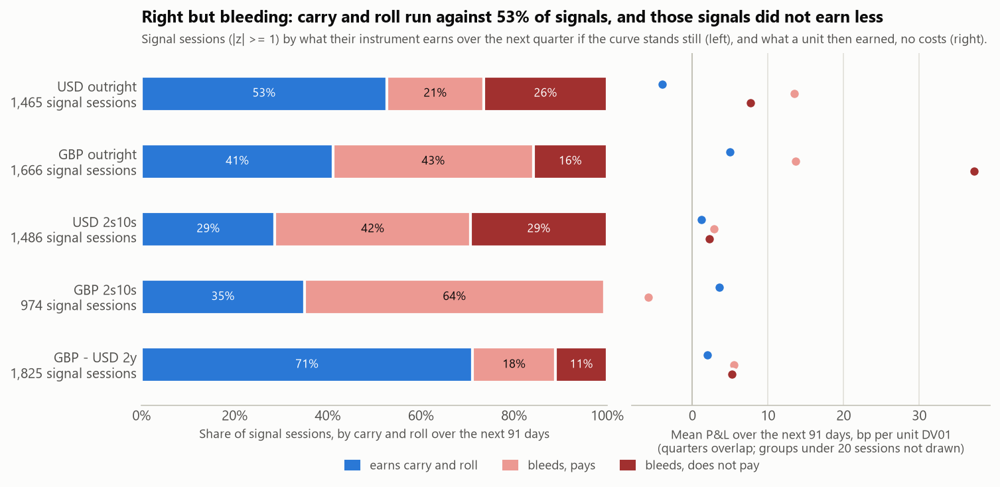 Right but bleeding: carry and roll run against 53% of signals, and those signals did not earn less
Signal sessions (|z| >= 1) by what their instrument earns over the next quarter if the curve stands still (left), and what a unit then earned, no costs (right).
USD outright
1,465 signal sessions
53%
21%
26%
GBP outright
1,666 signal sessions
41%
43%
16%
USD 2s10s
1,486 signal sessions
29%
42%
29%
GBP 2s10s
974 signal sessions
35%
64%
GBP - USD 2y
1,825 signal sessions
71%
18%
11%
0%
20%
40%
60%
80%
100%
Share of signal sessions, by carry and roll over the next 91 days
0
10
20
30
Mean P&L over the next 91 days, bp per unit DV01
(quarters overlap; groups under 20 sessions not drawn)
earns carry and roll
bleeds, pays
bleeds, does not pay